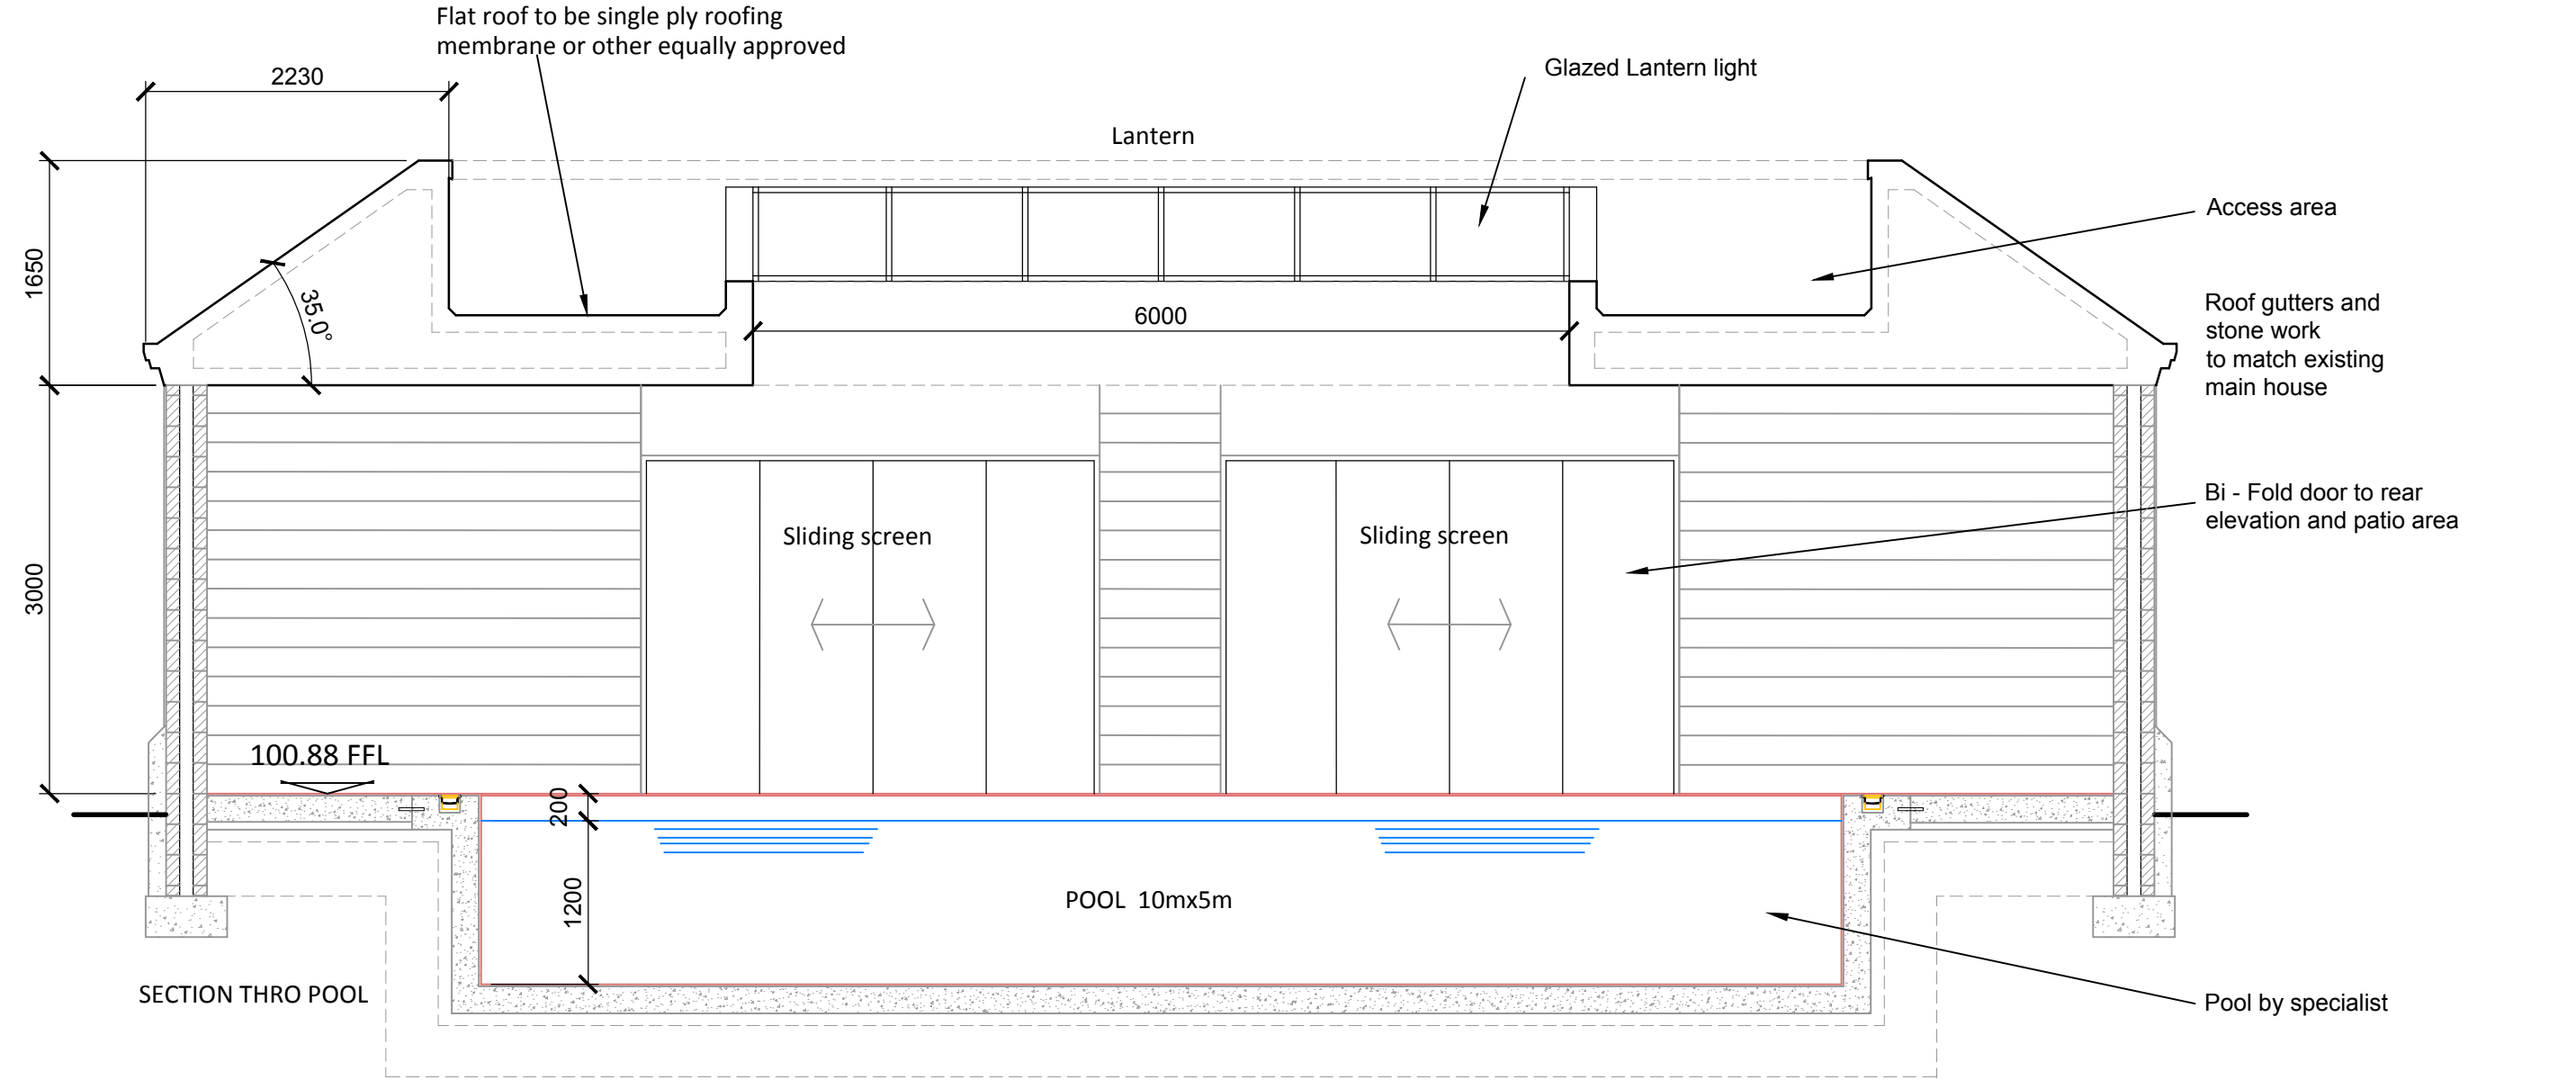 Flat roof to be single ply roofing
membrane or other equally approved
2230
Glazed Lantern light
Lantern
Access area
1650
35.0°
6000
Roof gutters and
stone work
to match existing
main house
Bi - Fold door to rear
elevation and patio area
Sliding screen
Sliding screen
3000
100.88 FFL
200
1200
POOL 10mx5m
SECTION THRO POOL
Pool by specialist